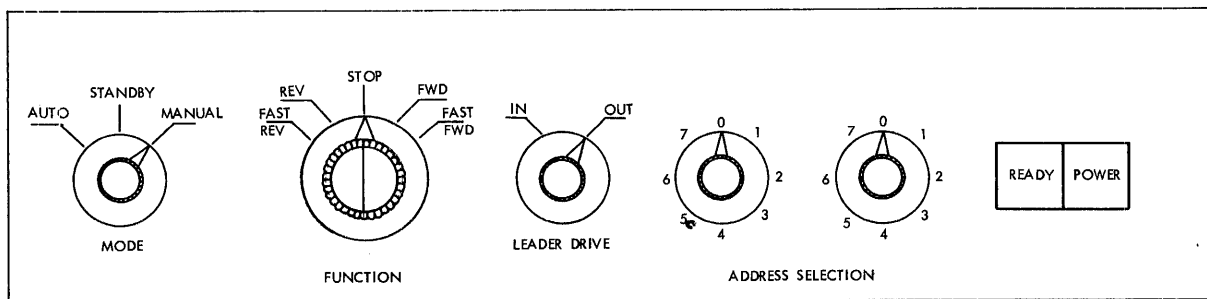 AUTO
STANDBY
MANUAL
MODE
FAST
REV
REV
STOP
FWD
FAST
FWD
FUNCTION
IN
OUT
LEADER DRIVE
0
1
2
3
4
5
6
7
0
1
2
3
4
5
6
7
ADDRESS SELECTION
READY
POWER